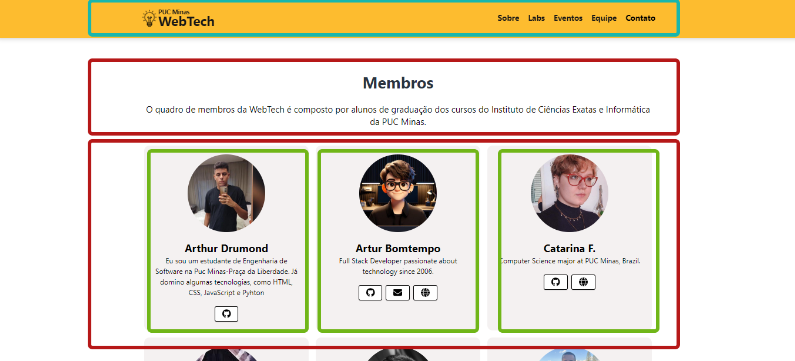 PUC Minas
WebTech
Sobre Labs Eventos Equipe Contato
Membros
O quadro de membros da WebTech é composto por alunos de graduação dos cursos do Instituto de Ciências Exatas e Informática
da PUC Minas.
Arthur Drumond
Eu sou um estudante de Engenharia de
Software na Puc Minas-Praça da Liberdade. Já
domino algumas tecnologias, como HTML,
CSS, JavaScript e Pyhton
Artur Bomtempo
Full Stack Developer passionate about
technology since 2006.
Catarina F.
Computer Science major at PUC Minas, Brazil.